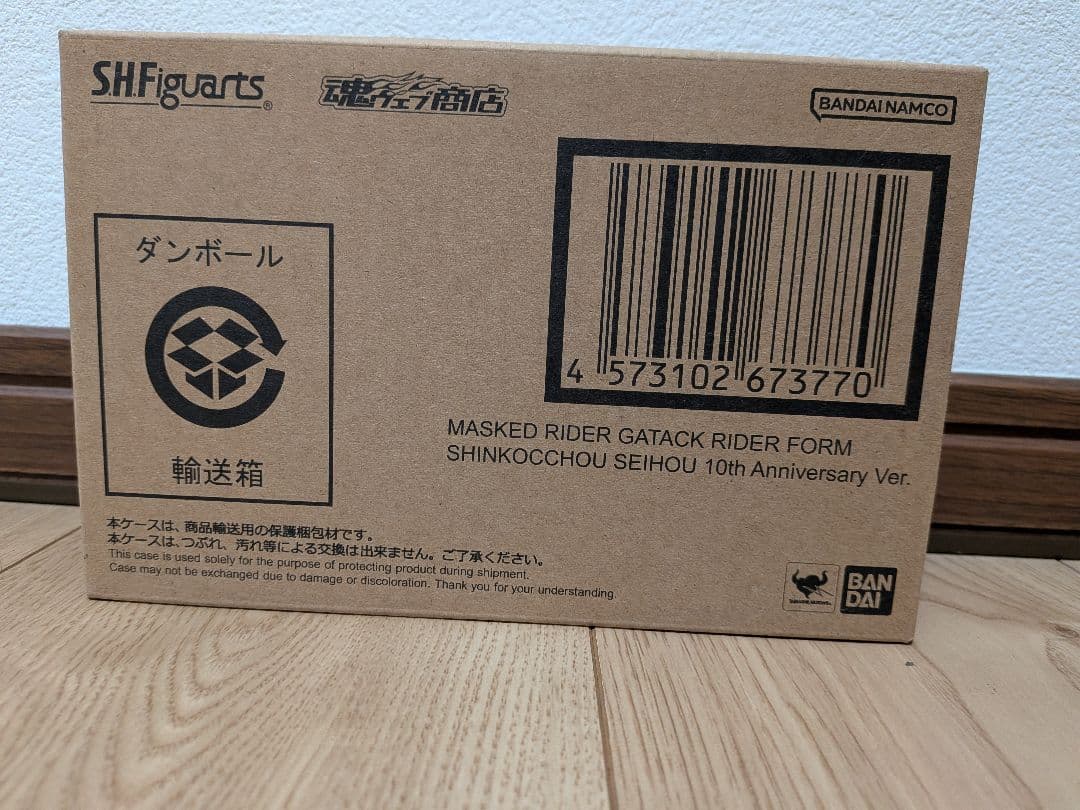 S.H.Figuarts®
魂ウェブ商店
BANDAI NAMCO
ダンボール
輸送箱
4 573102 673770
MASKED RIDER GATACK RIDER FORM
SHINKOCCHOU SEIHOU 10th Anniversary Ver.
本ケースは、商品輸送用の保護梱包材です。
本ケースは、つぶれ、汚れ等による交換は出来ません。ご了承ください。
This case is used solely for the purpose of protecting product during shipment.
Case may not be exchanged due to damage or discoloration. Thank you for your understanding.
BAN
DAI